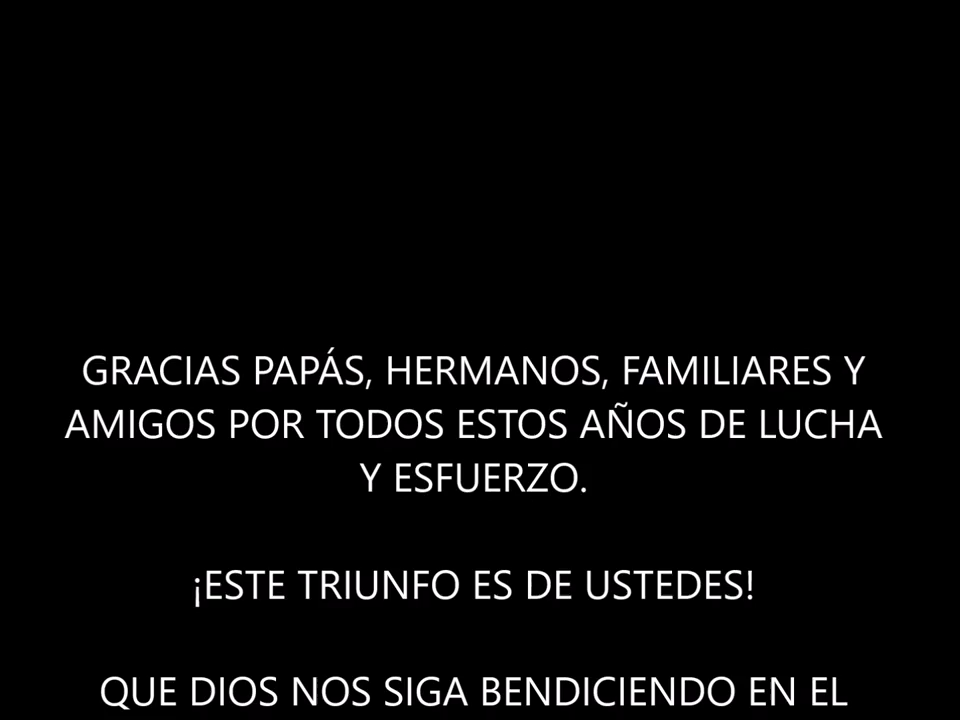 GRACIAS PAPÁS, HERMANOS, FAMILIARES Y
AMIGOS POR TODOS ESTOS AÑOS DE LUCHA
Y ESFUERZO.
¡ESTE TRIUNFO ES DE USTEDES!
QUE DIOS NOS SIGA BENDICIENDO EN EL